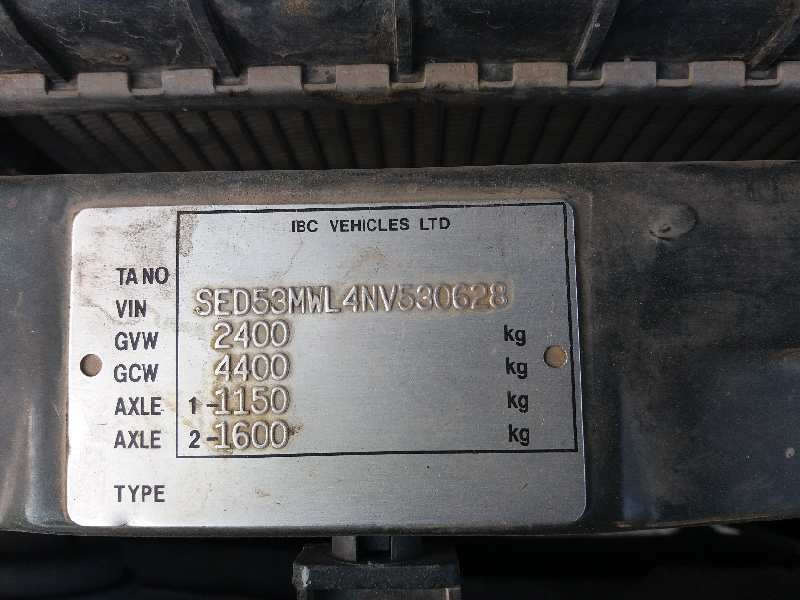 IBC VEHICLES LTD
TA NO
VIN SED53MWL4NV530628
GVW 2400 kg
GCW 4400 kg
AXLE 1-1150 kg
AXLE 2-1600 kg
TYPE